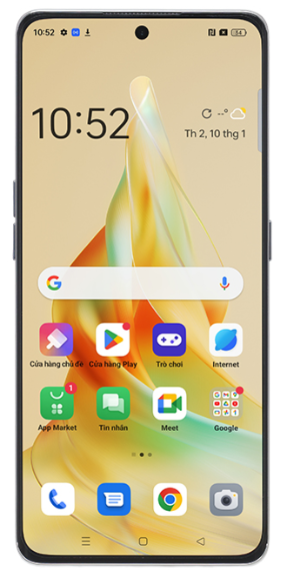 10:52
84
10:52
--°
Th 2, 10 thg 1
G
Cửa hàng chủ đề Cửa hàng Play Trò chơi Internet
1
App Market Tin nhắn Meet Google